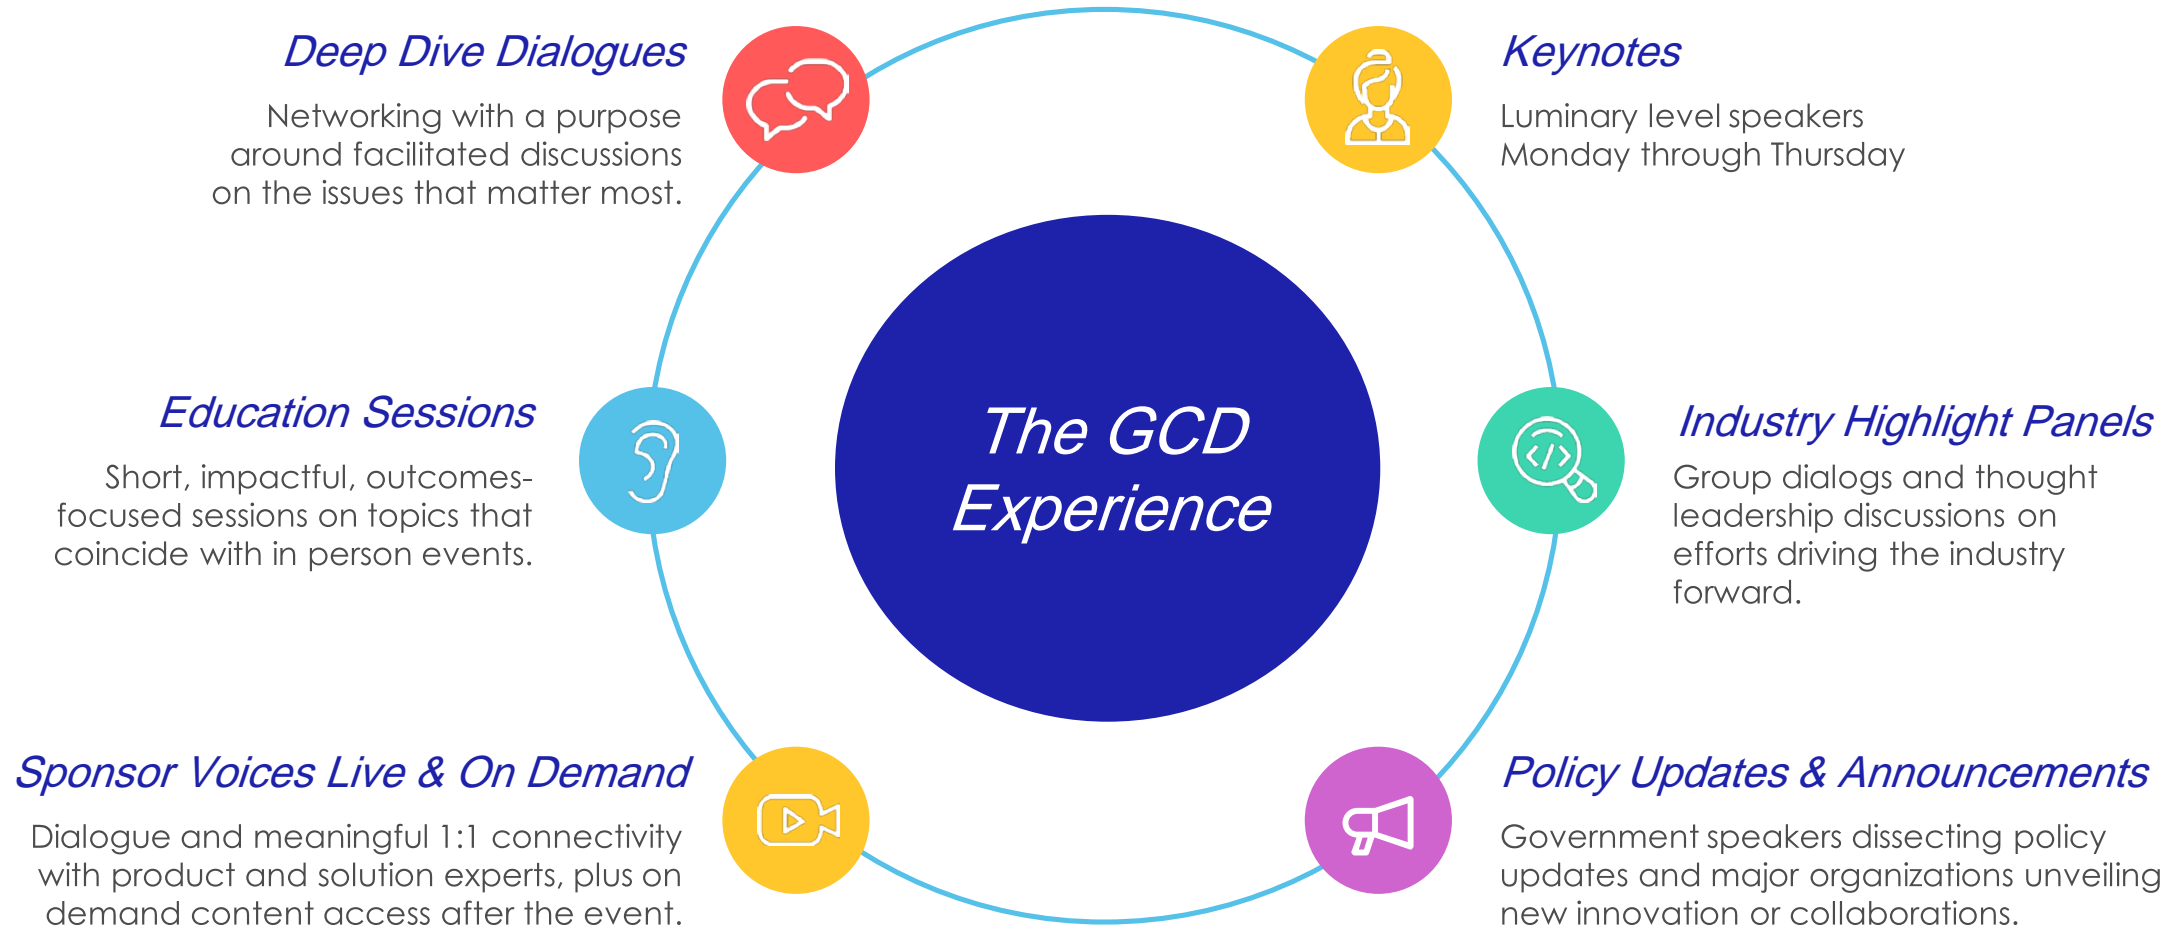 Deep Dive Dialogues
Networking with a purpose
around facilitated discussions
on the issues that matter most.
Keynotes
Luminary level speakers
Monday through Thursday
Education Sessions
Short, impactful, outcomes-
focused sessions on topics that
coincide with in person events.
The GCD
Experience
Industry Highlight Panels
Group dialogs and thought
leadership discussions on
efforts driving the industry
forward.
Sponsor Voices Live & On Demand
Dialogue and meaningful 1:1 connectivity
with product and solution experts, plus on
demand content access after the event.
Policy Updates & Announcements
Government speakers dissecting policy
updates and major organizations unveiling
new innovation or collaborations.